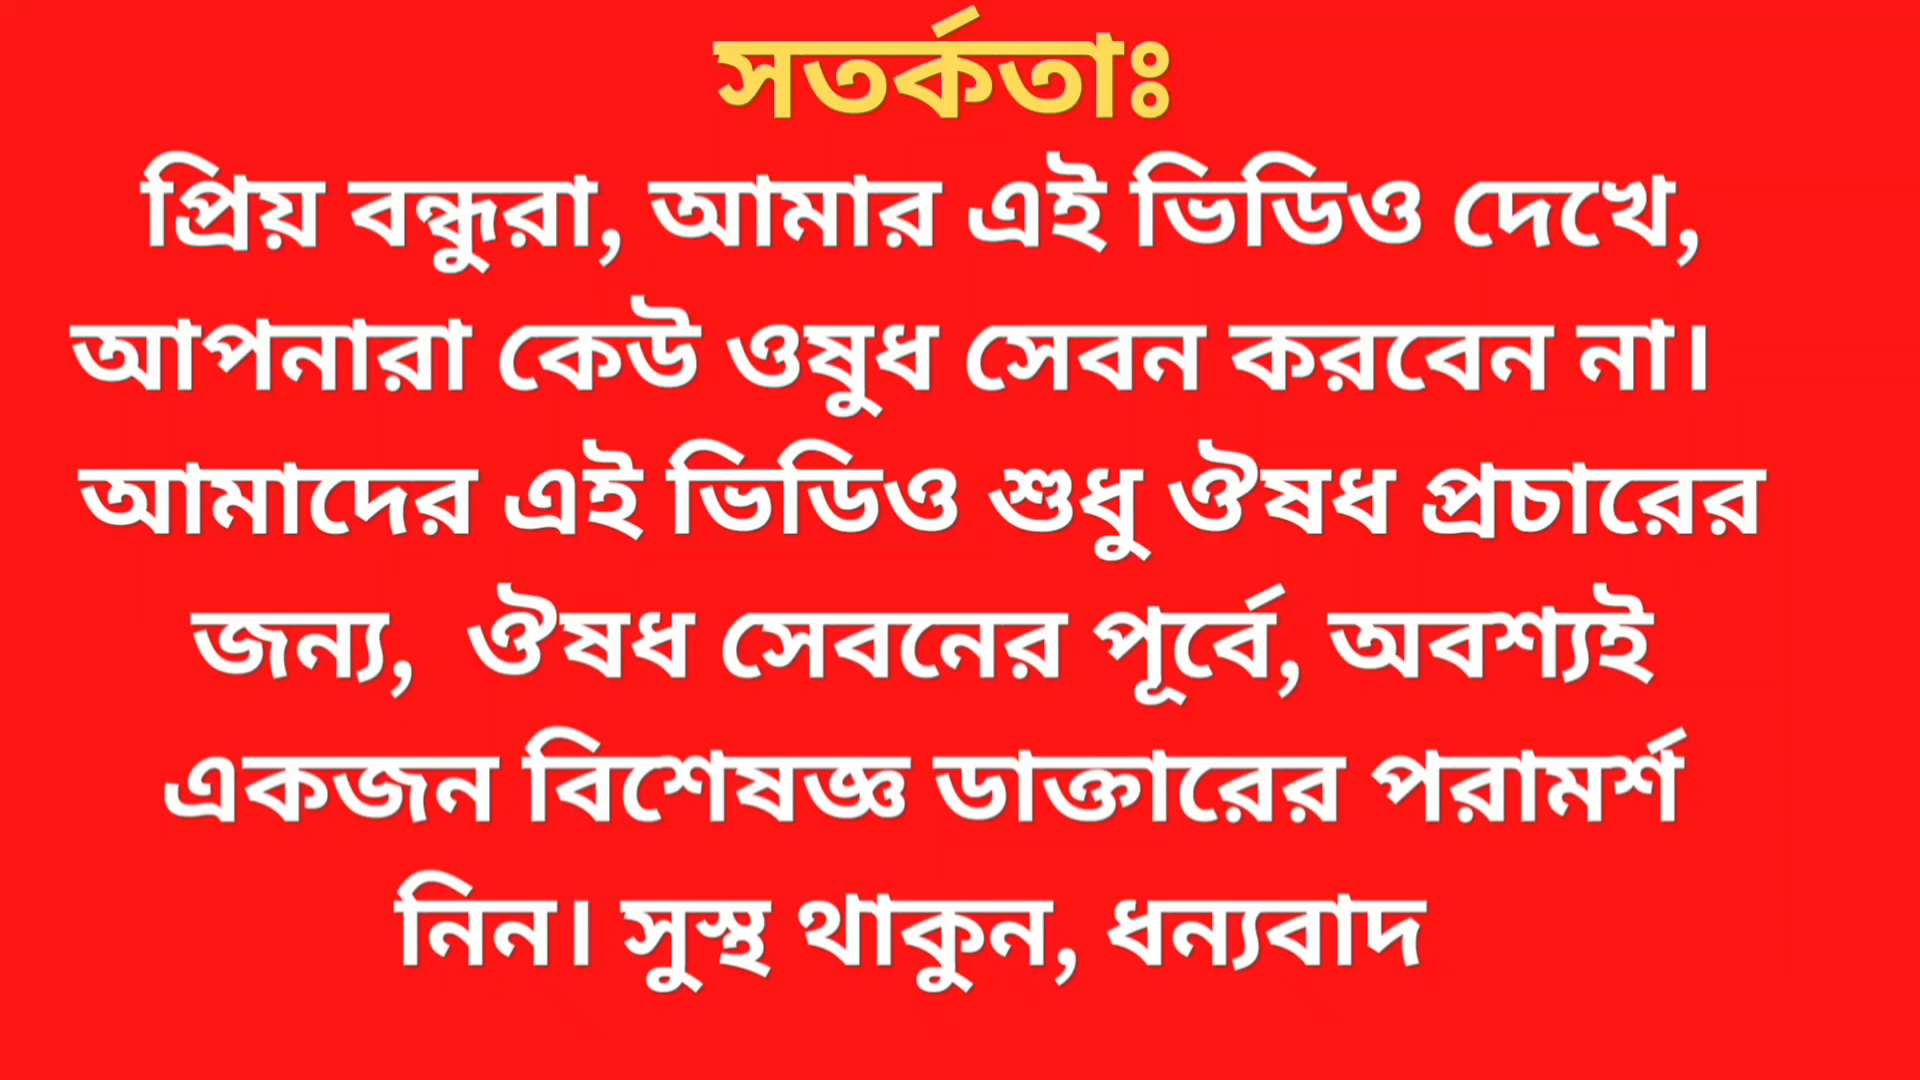 সতর্কতাঃ
প্রিয় বন্ধুরা, আমার এই ভিডিও দেখে,
আপনারা কেউ ওষুধ সেবন করবেন না।
আমাদের এই ভিডিও শুধু ঔষধ প্রচারের
জন্য, ঔষধ সেবনের পূর্বে, অবশ্যই
একজন বিশেষজ্ঞ ডাক্তারের পরামর্শ
নিন। সুস্থ থাকুন, ধন্যবাদ